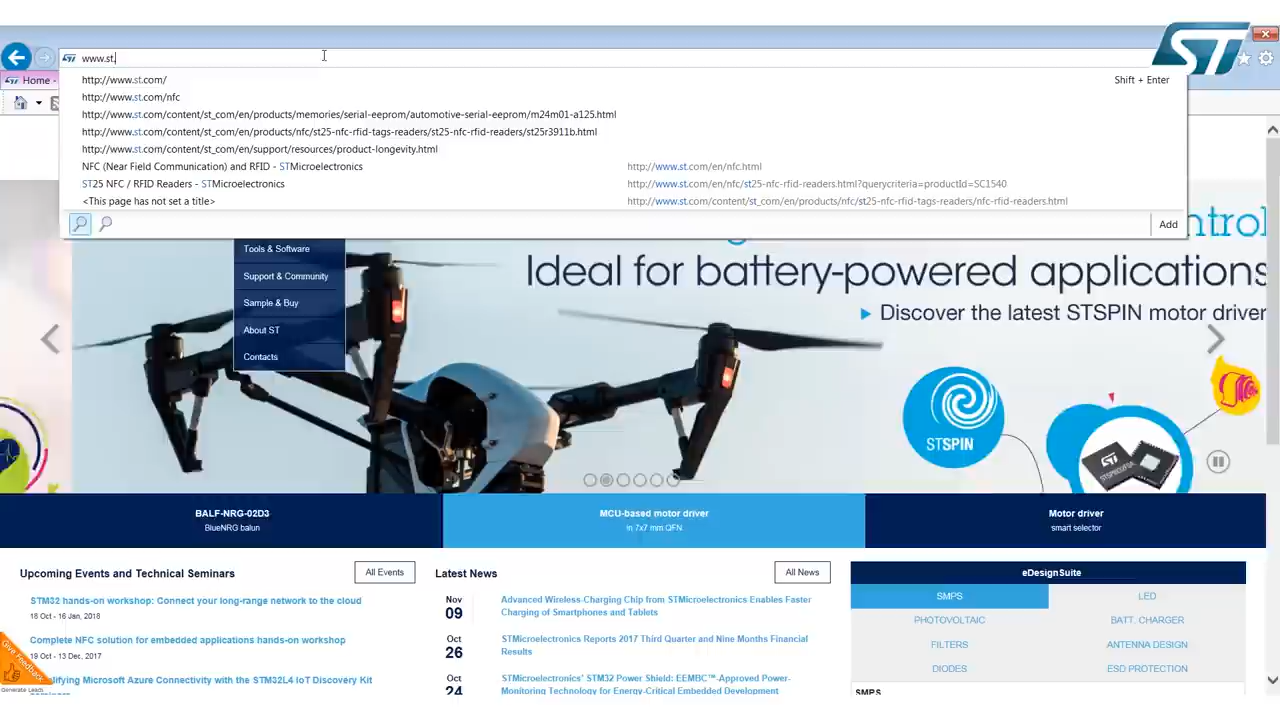 www.st.
ST
Home -
http://www.st.com/
Shift + Enter
http://www.st.com/nfc
http://www.st.com/content/st_com/en/products/memories/serial-eeprom/automotive-serial-eeprom/m24m01-a125.html
http://www.st.com/content/st_com/en/products/nfc/st25-nfc-rfid-tags-readers/st25-nfc-rfid-readers/st25r3911b.html
http://www.st.com/content/st_com/en/support/resources/product-longevity.html
NFC (Near Field Communication) and RFID - STMicroelectronics http://www.st.com/en/nfc.html
ST25 NFC / RFID Readers - STMicroelectronics http://www.st.com/en/nfc/st25-nfc-rfid-readers.html?querycriteria=productId=SC1540
<This page has not set a title> http://www.st.com/content/st_com/en/products/nfc/st25-nfc-rfid-tags-readers/nfc-rfid-readers.html
Add
Tools & Software
Support & Community
Sample & Buy
About ST
Contacts
ntrol
Ideal for battery-powered applications
Discover the latest STSPIN motor driver
STSPIN
BALF-NRG-02D3
BlueNRG balun
MCU-based motor driver
in 7x7 mm QFN
Motor driver
smart selector
Upcoming Events and Technical Seminars
All Events
STM32 hands-on workshop: Connect your long-range network to the cloud
18 Oct - 16 Jan, 2018
Complete NFC solution for embedded applications hands-on workshop
19 Oct - 13 Dec, 2017
lifying Microsoft Azure Connectivity with the STM32L4 IoT Discovery Kit
Give Feedback
Generate Leads
Latest News
All News
Nov
09
Advanced Wireless-Charging Chip from STMicroelectronics Enables Faster
Charging of Smartphones and Tablets
Oct
26
STMicroelectronics Reports 2017 Third Quarter and Nine Months Financial
Results
Oct
24
STMicroelectronics' STM32 Power Shield: EEMBC™-Approved Power-
Monitoring Technology for Energy-Critical Embedded Development
eDesignSuite
SMPS
LED
PHOTOVOLTAIC
BATT. CHARGER
FILTERS
ANTENNA DESIGN
DIODES
ESD PROTECTION
SMPS